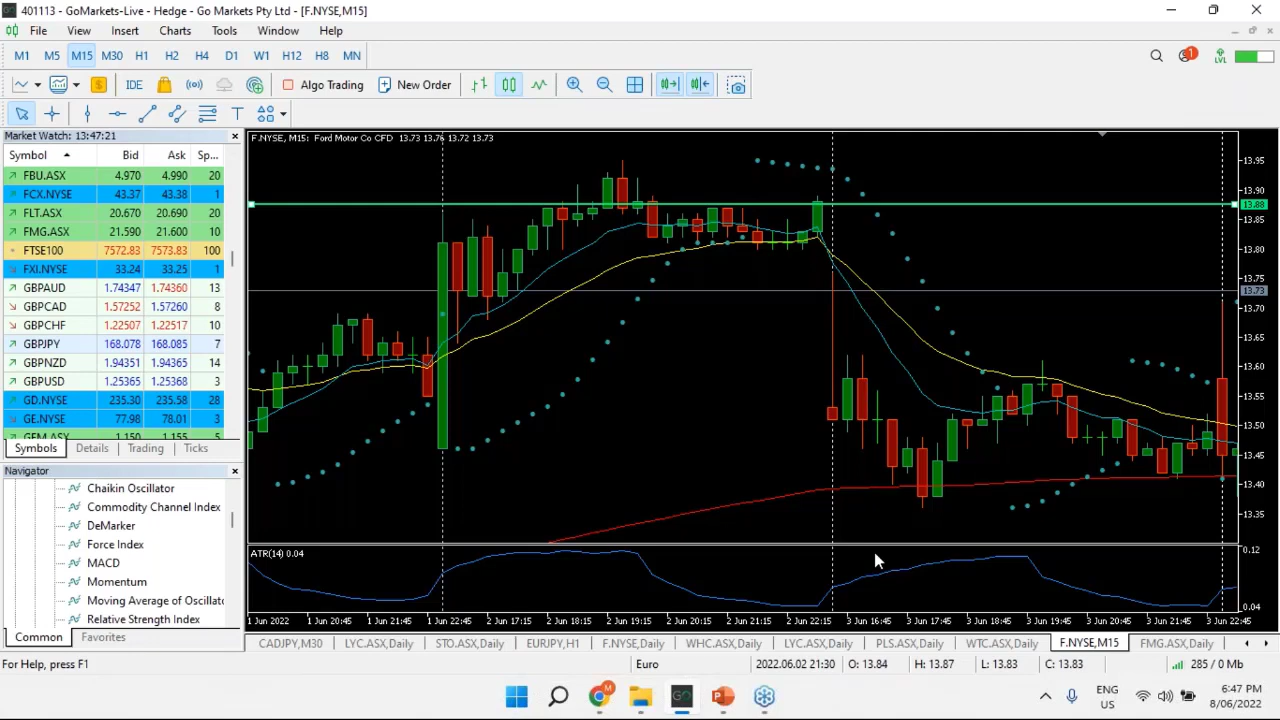 401113 - GoMarkets-Live - Hedge - Go Markets Pty Ltd - [F.NYSE,M15]
File View Insert Charts Tools Window Help
M1 M5 M15 M30 H1 H2 H4 D1 W1 H12 H8 MN
1
LVL
IDE Algo Trading New Order
Market Watch: 13:47:21
Symbol Bid Ask Sp...
FBU.ASX 4.970 4.990 20
FCX.NYSE 43.37 43.38 1
FLT.ASX 20.670 20.690 20
FMG.ASX 21.590 21.600 10
FTSE100 7572.83 7573.83 100
FXI.NYSE 33.24 33.25 1
GBPAUD 1.74347 1.74360 13
GBPCAD 1.57252 1.57260 8
GBPCHF 1.22507 1.22517 10
GBPJPY 168.078 168.085 7
GBPNZD 1.94351 1.94365 14
GBPUSD 1.25365 1.25368 3
GD.NYSE 235.30 235.58 28
GE.NYSE 77.98 78.01 3
GEM.ASX 1.150 1.155 5
Symbols Details Trading Ticks
Navigator
Chaikin Oscillator
Commodity Channel Index
DeMarker
Force Index
MACD
Momentum
Moving Average of Oscillato
Relative Strength Index
Common Favorites
F.NYSE, M15: Ford Motor Co CFD 13.73 13.76 13.72 13.73
13.95
13.90
13.88
13.85
13.80
13.75
13.73
13.70
13.65
13.60
13.55
13.50
13.45
13.40
13.35
ATR(14) 0.04
0.12
0.04
1 Jun 2022 1 Jun 20:45 1 Jun 21:45 1 Jun 22:45 2 Jun 17:15 2 Jun 18:15 2 Jun 19:15 2 Jun 20:15 2 Jun 21:15 2 Jun 22:15 3 Jun 16:45 3 Jun 17:45 3 Jun 18:45 3 Jun 19:45 3 Jun 20:45 3 Jun 21:45 3 Jun 22:45
CADJPY,M30 LYC.ASX,Daily STO.ASX,Daily EURJPY,H1 F.NYSE,Daily WHC.ASX,Daily LYC.ASX,Daily PLS.ASX,Daily WTC.ASX,Daily F.NYSE,M15 FMG.ASX,Daily
For Help, press F1 Euro 2022.06.02 21:30 O: 13.84 H: 13.87 L: 13.83 C: 13.83 285 / 0 Mb
M
GO
P
ENG
US
6:47 PM
8/06/2022